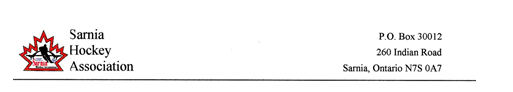 Sarnia
Hockey
Association
P.O. Box 30012
260 Indian Road
Sarnia, Ontario N7S 0A7